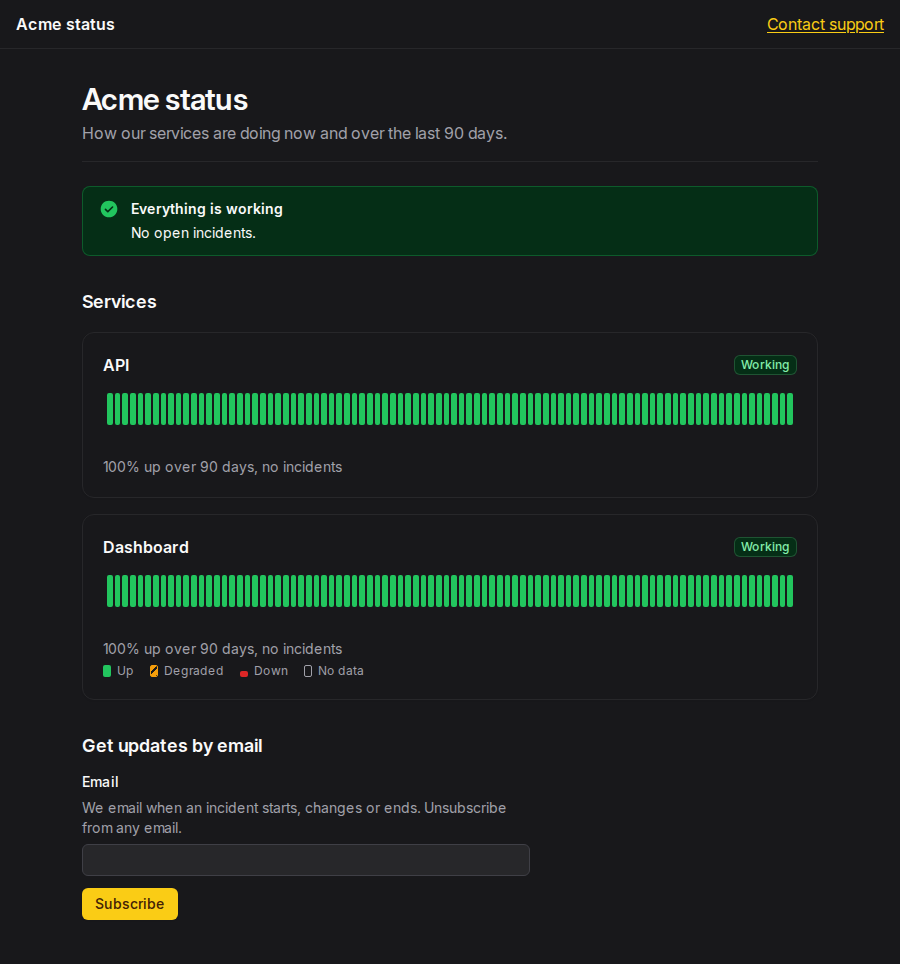 Acme status
Contact support
Acme status
How our services are doing now and over the last 90 days.
Everything is working
No open incidents.
Services
API
Working
100% up over 90 days, no incidents
Dashboard
Working
100% up over 90 days, no incidents
Up
Degraded
Down
No data
Get updates by email
Email
We email when an incident starts, changes or ends. Unsubscribe
from any email.
Subscribe